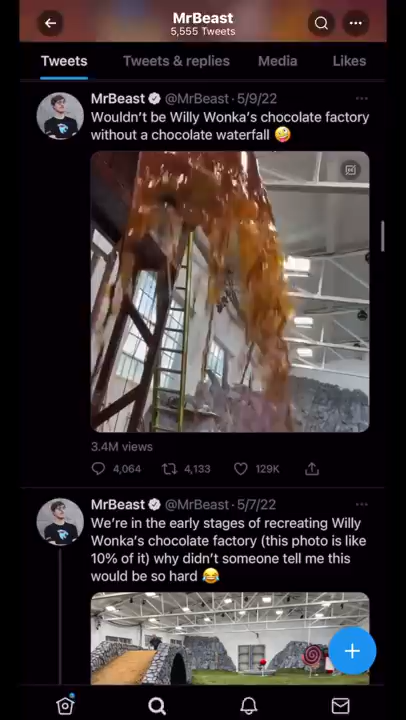 MrBeast
5,555 Tweets
Tweets Tweets & replies Media Likes
MrBeast @MrBeast · 5/9/22
Wouldn't be Willy Wonka's chocolate factory
without a chocolate waterfall 🤪
3.4M views
4,064 4,133 129K
MrBeast @MrBeast · 5/7/22
We're in the early stages of recreating Willy
Wonka's chocolate factory (this photo is like
10% of it) why didn't someone tell me this
would be so hard 😂